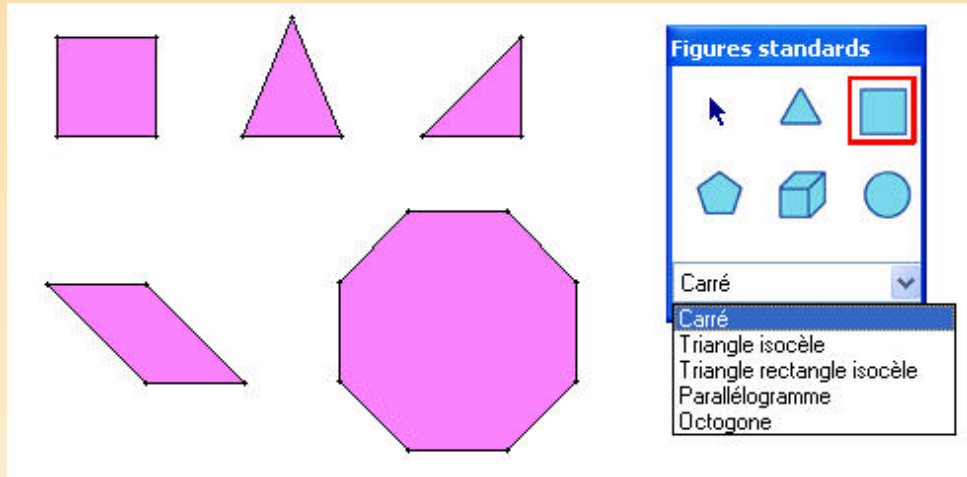 Figures standards
Carré
Carré
Triangle isocèle
Triangle rectangle isocèle
Parallélogramme
Octogone